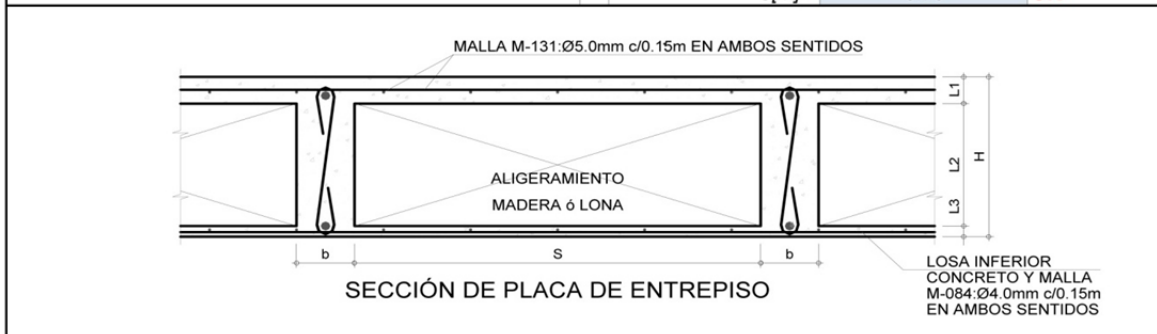 MALLA M-131:Ø5.0mm c/0.15m EN AMBOS SENTIDOS
L1
L2
H
L3
ALIGERAMIENTO
MADERA ó LONA
b
S
b
SECCIÓN DE PLACA DE ENTREPISO
LOSA INFERIOR
CONCRETO Y MALLA
M-084:Ø4.0mm c/0.15m
EN AMBOS SENTIDOS